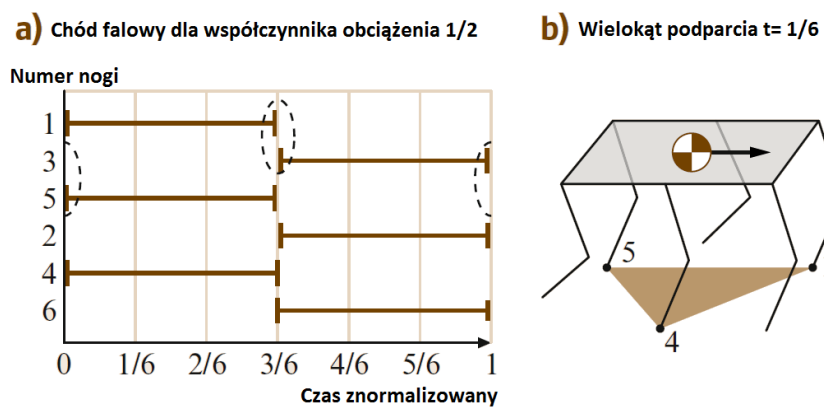 a) Chód falowy dla współczynnika obciążenia 1/2
Numer nogi
1
3
5
2
4
6
0 1/6 2/6 3/6 4/6 5/6 1
Czas znormalizowany
b) Wielokąt podparcia t= 1/6
5
4